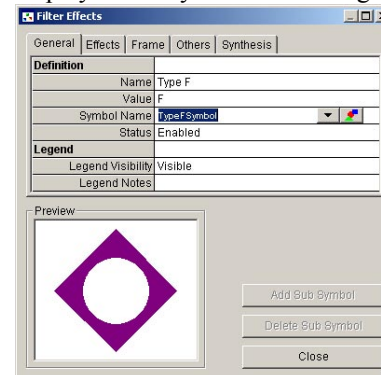 Filter Effects
General Effects Frame Others Synthesis
Definition
Name Type F
Value F
Symbol Name TypeFSymbol
Status Enabled
Legend
Legend Visibility Visible
Legend Notes
Preview
Add Sub Symbol
Delete Sub Symbol
Close